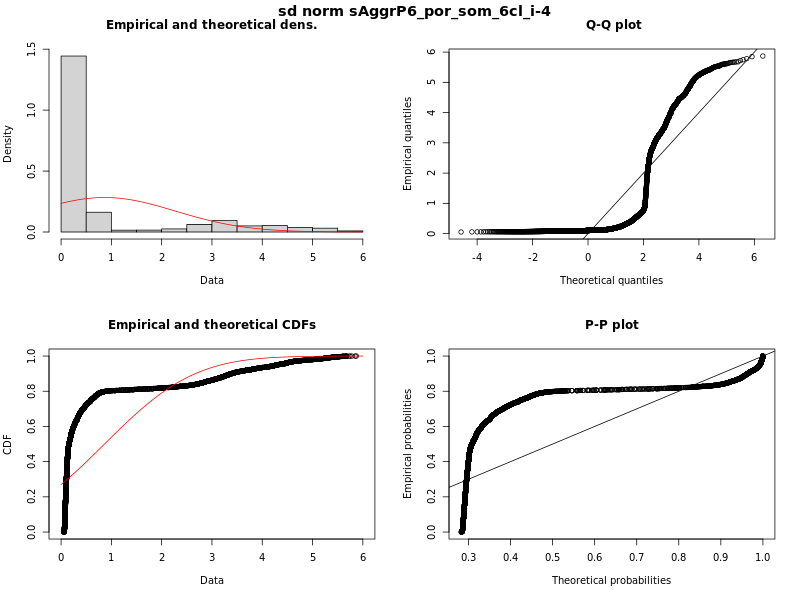 sd norm sAggrP6_por_som_6cl_i-4
Empirical and theoretical dens.
Density
0.0 0.5 1.0 1.5
0 1 2 3 4 5 6
Data
Q-Q plot
Empirical quantiles
0 1 2 3 4 5 6
-4 -2 0 2 4 6
Theoretical quantiles
Empirical and theoretical CDFs
CDF
0.0 0.2 0.4 0.6 0.8 1.0
0 1 2 3 4 5 6
Data
P-P plot
Empirical probabilities
0.0 0.2 0.4 0.6 0.8 1.0
0.3 0.4 0.5 0.6 0.7 0.8 0.9 1.0
Theoretical probabilities